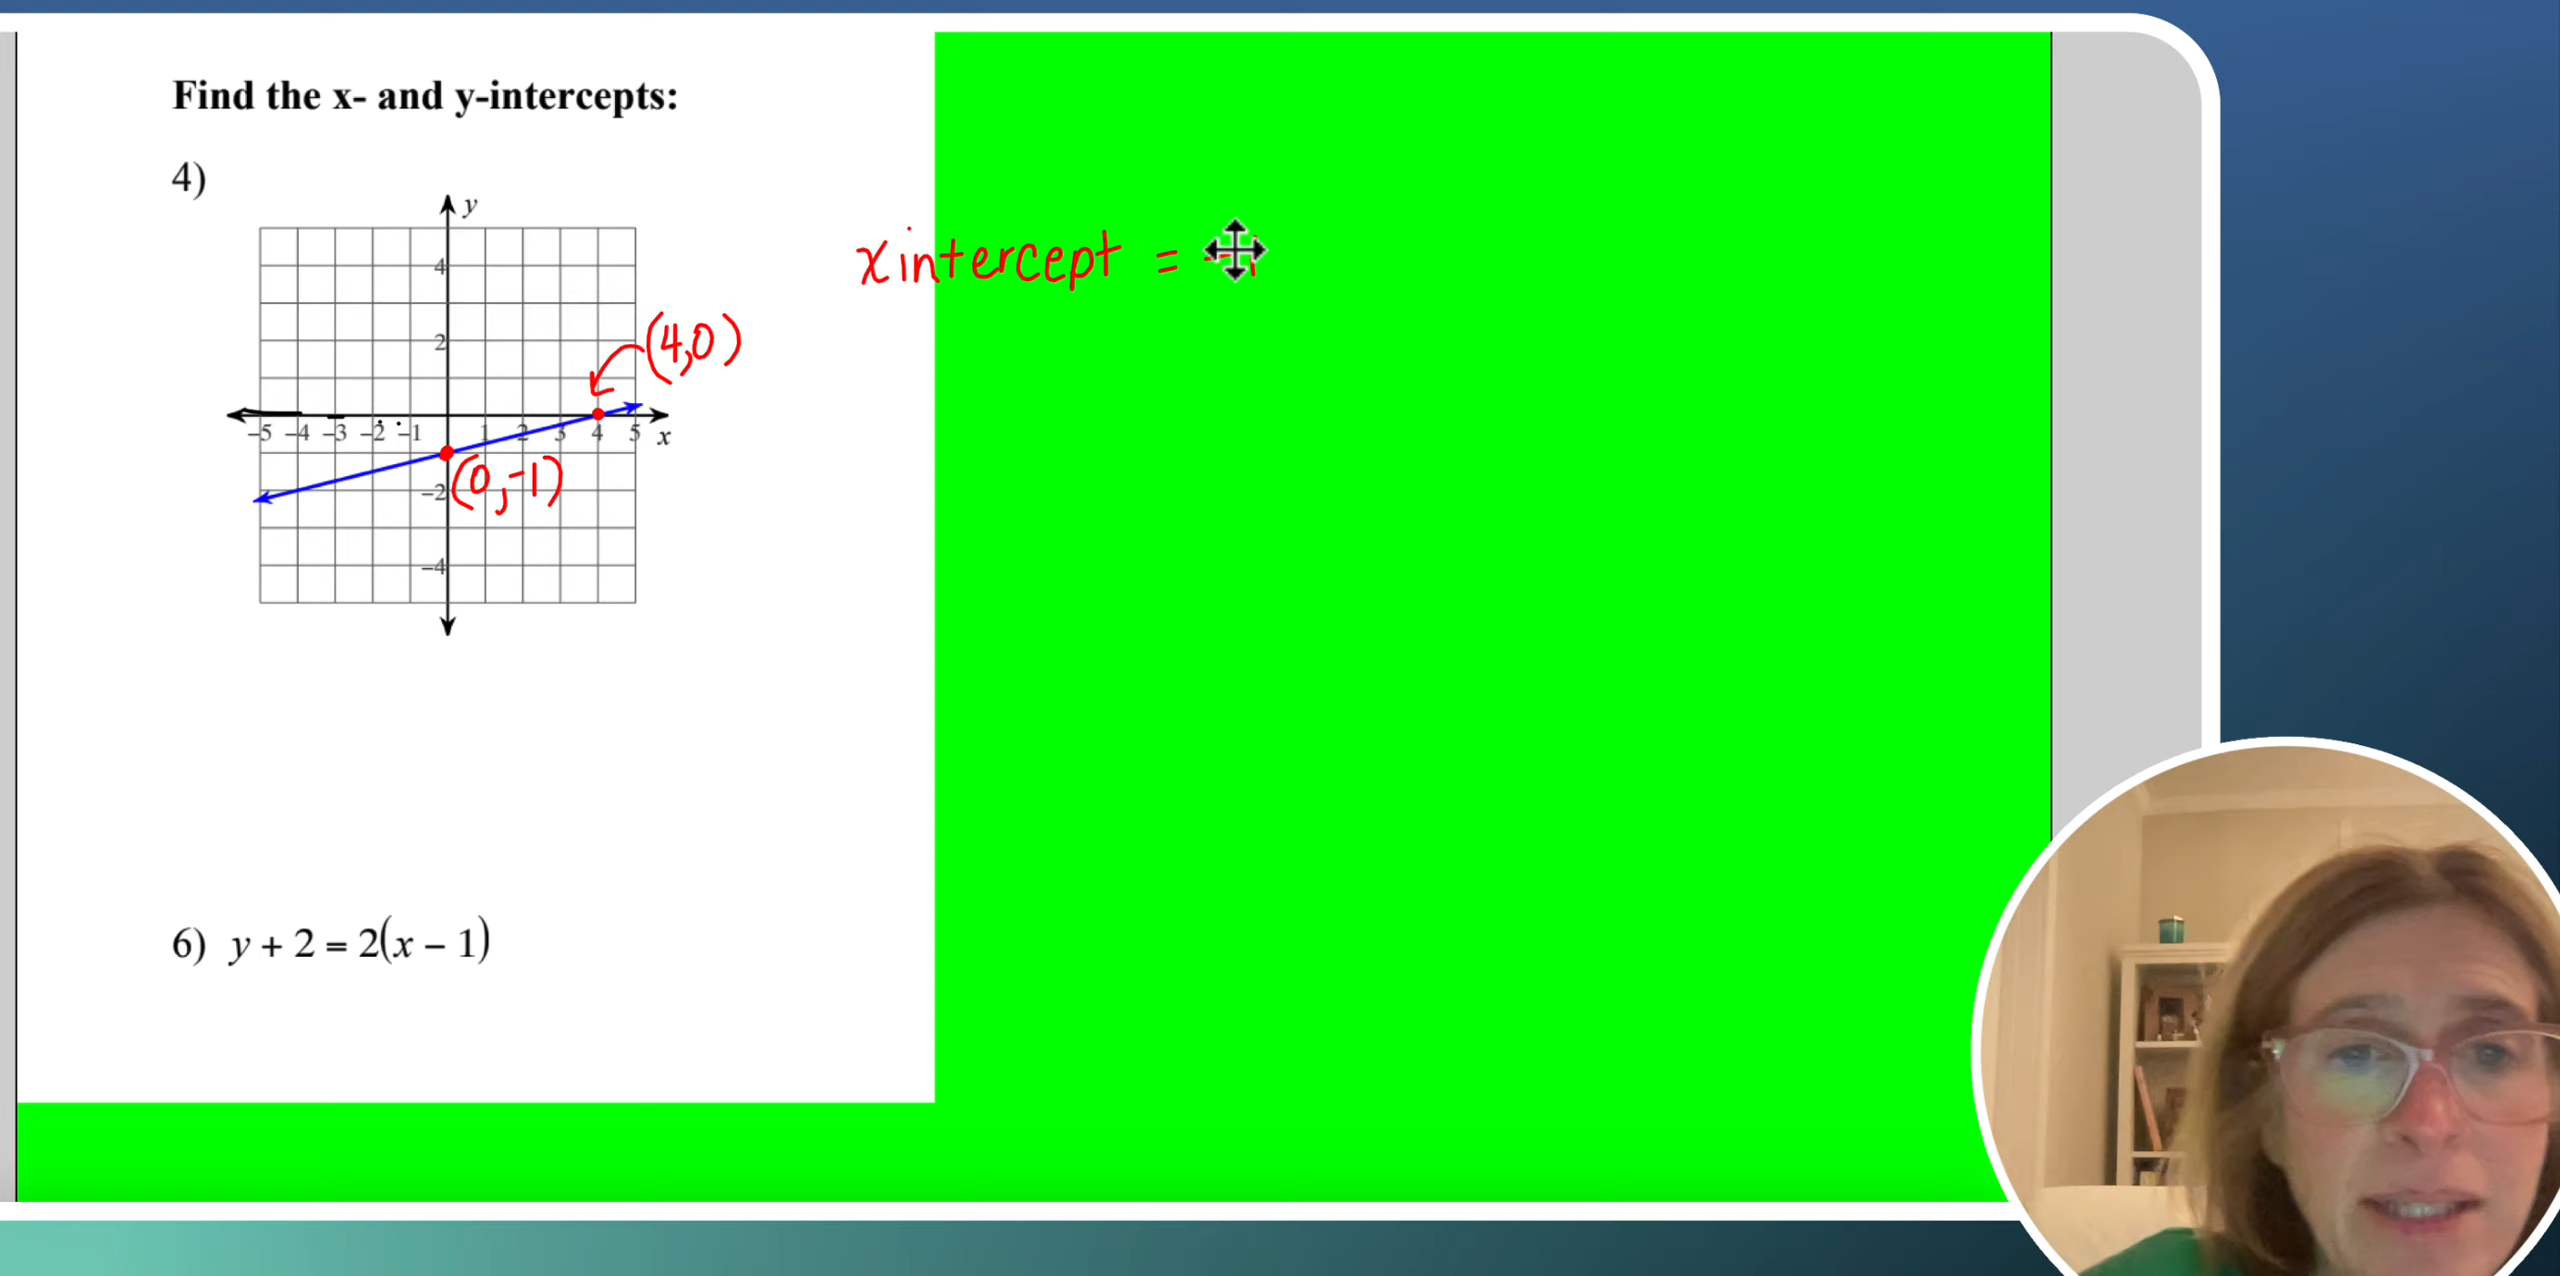 Find the x- and y-intercepts:
4)
y
4
2
(4,0)
-5 -4 -3 -2 -1 1 2 3 4 5 x
-2
(0,-1)
-4
x intercept =
6) y + 2 = 2(x − 1)